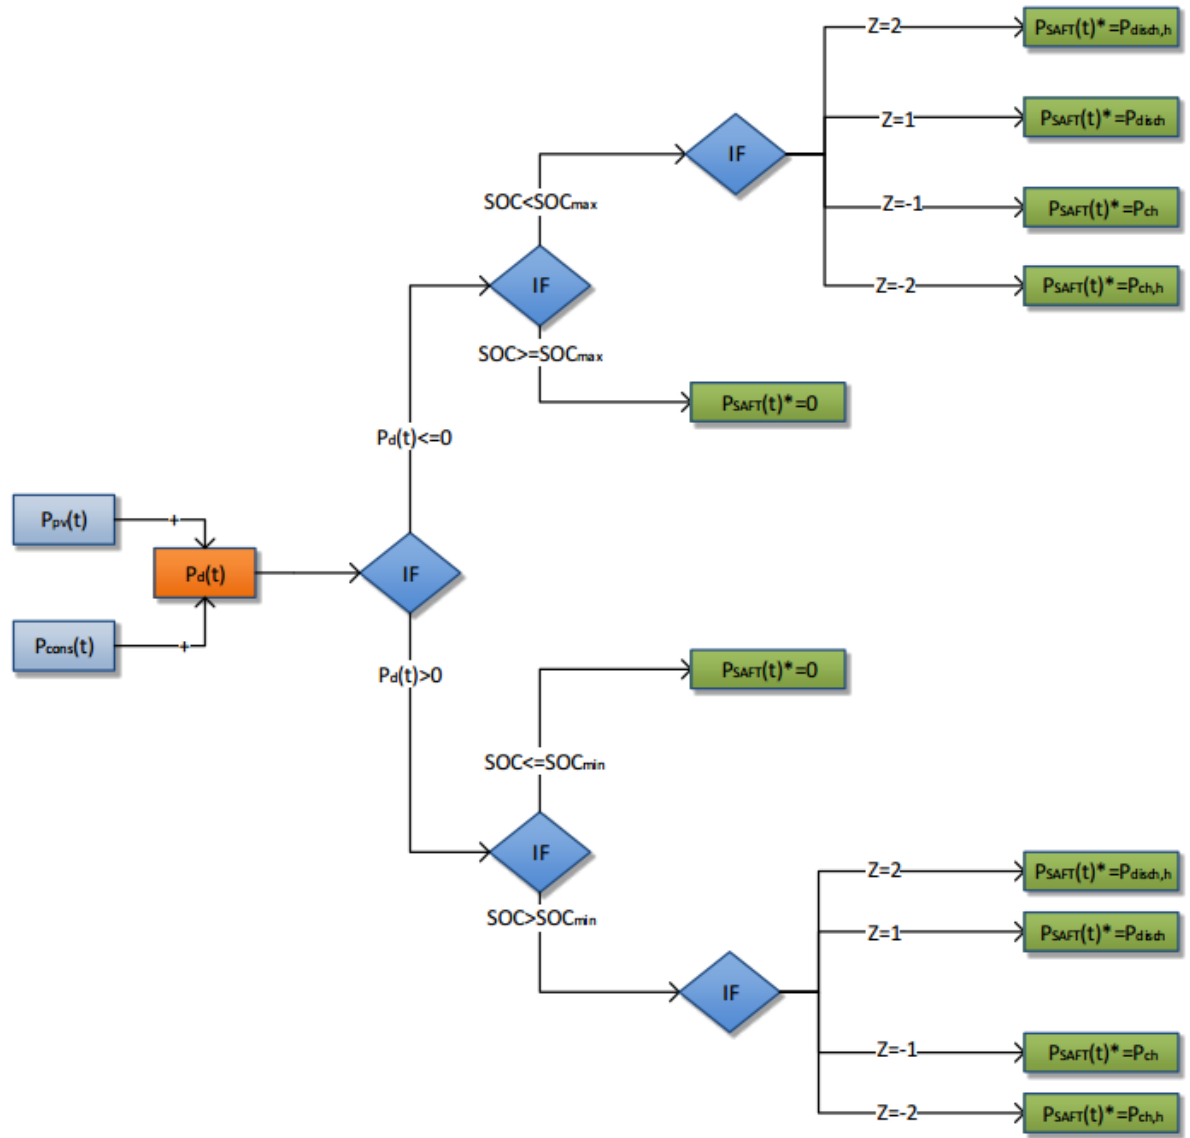 Z=2
PSAFT(t)*=Pdisch,h
Z=1
PSAFT(t)*=Pdisch
IF
SOC<SOCmax
Z=-1
PSAFT(t)*=Pch
IF
Z=-2
PSAFT(t)*=Pch,h
SOC>=SOCmax
PSAFT(t)*=0
Pd(t)<=0
Ppv(t)
+
Pd(t)
IF
Pcons(t)
+
Pd(t)>0
PSAFT(t)*=0
SOC<=SOCmin
IF
Z=2
PSAFT(t)*=Pdisch,h
SOC>SOCmin
Z=1
PSAFT(t)*=Pdisch
IF
Z=-1
PSAFT(t)*=Pch
Z=-2
PSAFT(t)*=Pch,h